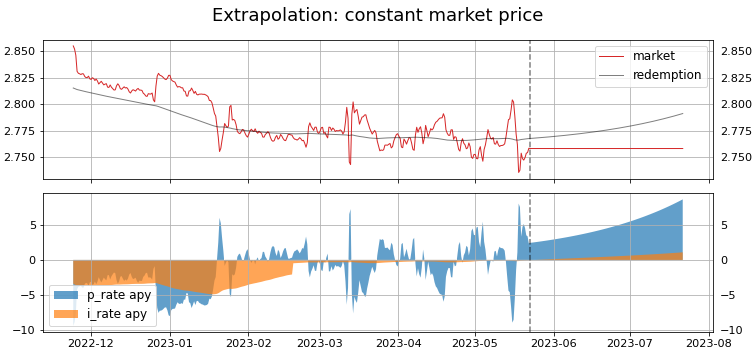 Extrapolation: constant market price
2.850 2.850
2.825 2.825
2.800 2.800
2.775 2.775
2.750 2.750
market
redemption
5 5
0 0
−5 −5
−10 −10
p_rate apy
i_rate apy
2022-12 2023-01 2023-02 2023-03 2023-04 2023-05 2023-06 2023-07 2023-08